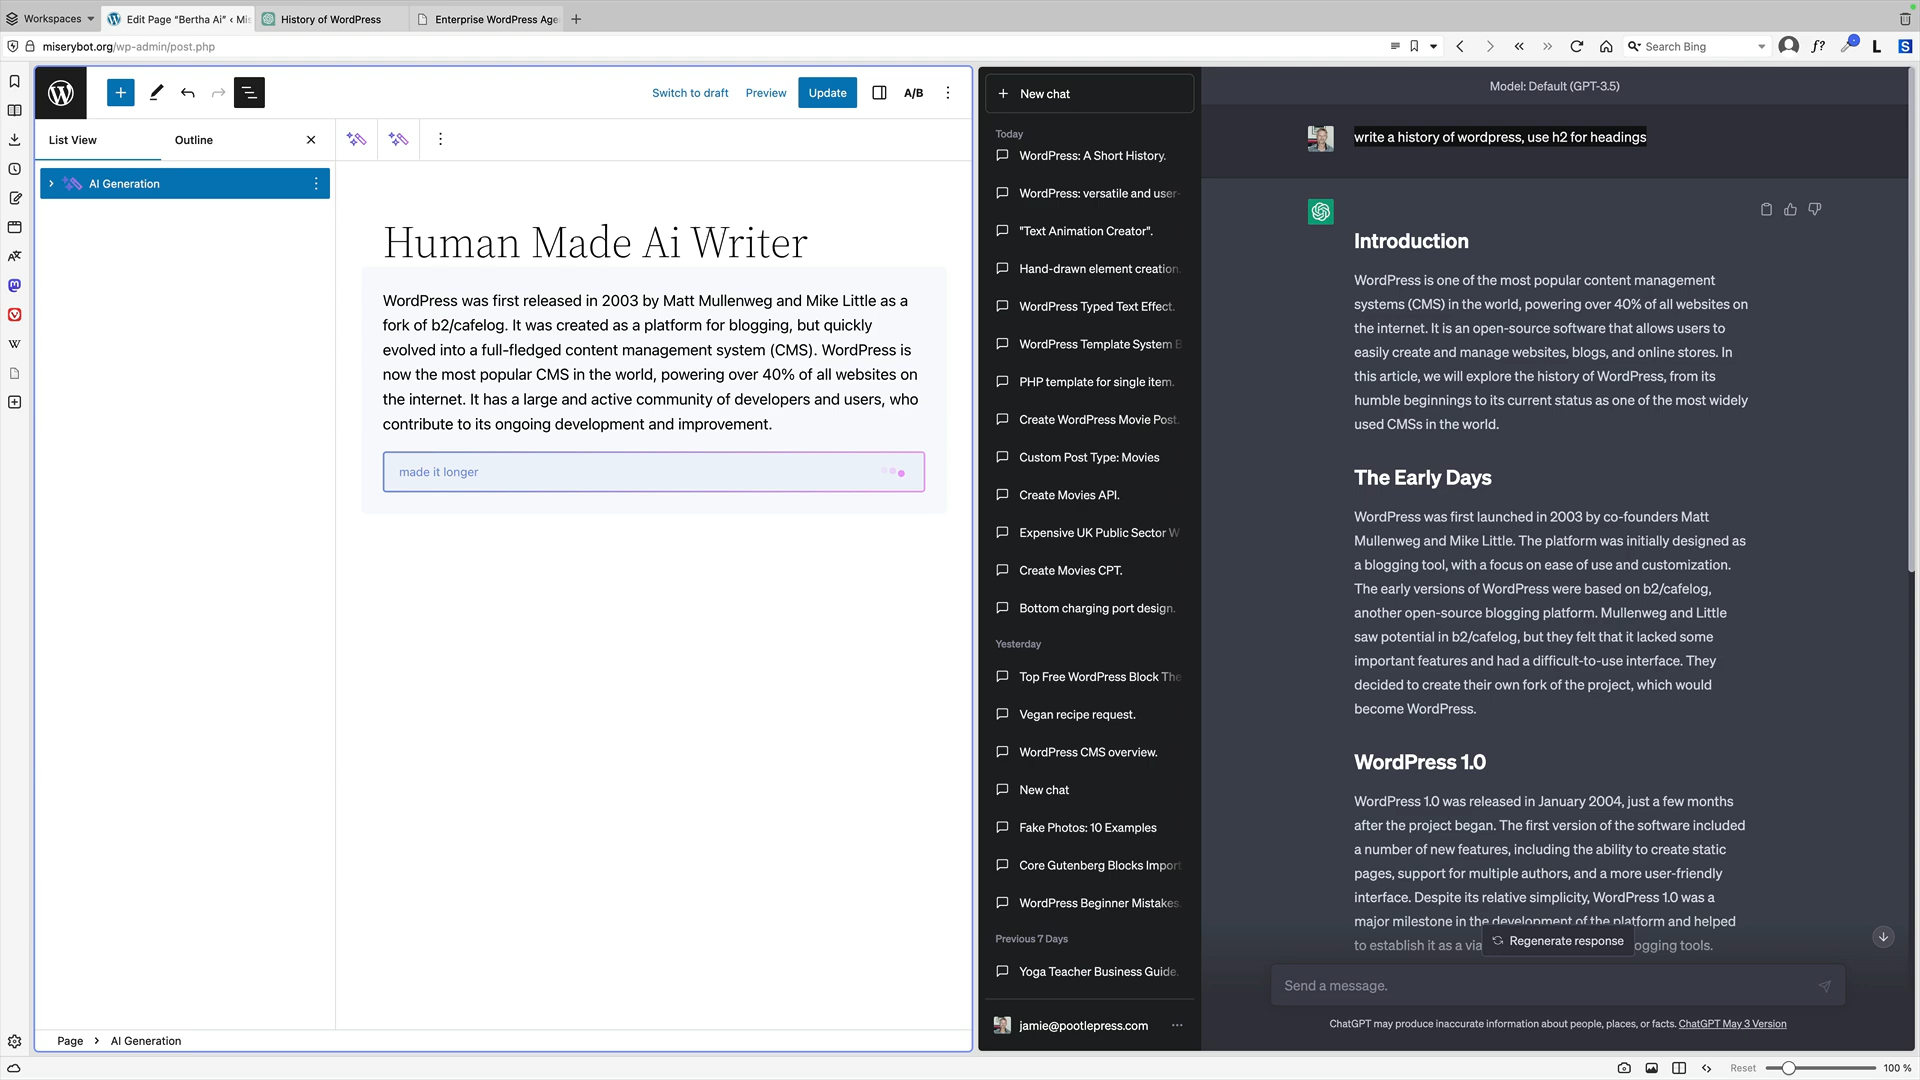 Workspaces
Edit Page “Bertha Ai” ‹ Mis
History of WordPress
Enterprise WordPress Age
miserybot.org/wp-admin/post.php
Search Bing
f?
L
S
Switch to draft
Preview
Update
A/B
List View
Outline
AI Generation
Human Made Ai Writer
WordPress was first released in 2003 by Matt Mullenweg and Mike Little as a
fork of b2/cafelog. It was created as a platform for blogging, but quickly
evolved into a full-fledged content management system (CMS). WordPress is
now the most popular CMS in the world, powering over 40% of all websites on
the internet. It has a large and active community of developers and users, who
contribute to its ongoing development and improvement.
made it longer
Page
AI Generation
New chat
Today
WordPress: A Short History.
WordPress: versatile and user-
"Text Animation Creator".
Hand-drawn element creation.
WordPress Typed Text Effect.
WordPress Template System B
PHP template for single item.
Create WordPress Movie Post.
Custom Post Type: Movies
Create Movies API.
Expensive UK Public Sector W
Create Movies CPT.
Bottom charging port design.
Yesterday
Top Free WordPress Block The
Vegan recipe request.
WordPress CMS overview.
New chat
Fake Photos: 10 Examples
Core Gutenberg Blocks Import
WordPress Beginner Mistakes.
Previous 7 Days
Yoga Teacher Business Guide.
jamie@pootlepress.com
Model: Default (GPT-3.5)
write a history of wordpress, use h2 for headings
Introduction
WordPress is one of the most popular content management
systems (CMS) in the world, powering over 40% of all websites on
the internet. It is an open-source software that allows users to
easily create and manage websites, blogs, and online stores. In
this article, we will explore the history of WordPress, from its
humble beginnings to its current status as one of the most widely
used CMSs in the world.
The Early Days
WordPress was first launched in 2003 by co-founders Matt
Mullenweg and Mike Little. The platform was initially designed as
a blogging tool, with a focus on ease of use and customization.
The early versions of WordPress were based on b2/cafelog,
another open-source blogging platform. Mullenweg and Little
saw potential in b2/cafelog, but they felt that it lacked some
important features and had a difficult-to-use interface. They
decided to create their own fork of the project, which would
become WordPress.
WordPress 1.0
WordPress 1.0 was released in January 2004, just a few months
after the project began. The first version of the software included
a number of new features, including the ability to create static
pages, support for multiple authors, and a more user-friendly
interface. Despite its relative simplicity, WordPress 1.0 was a
major milestone in the development of the platform and helped
to establish it as a via
ogging tools.
Regenerate response
Send a message.
ChatGPT may produce inaccurate information about people, places, or facts. ChatGPT May 3 Version
Reset
100 %